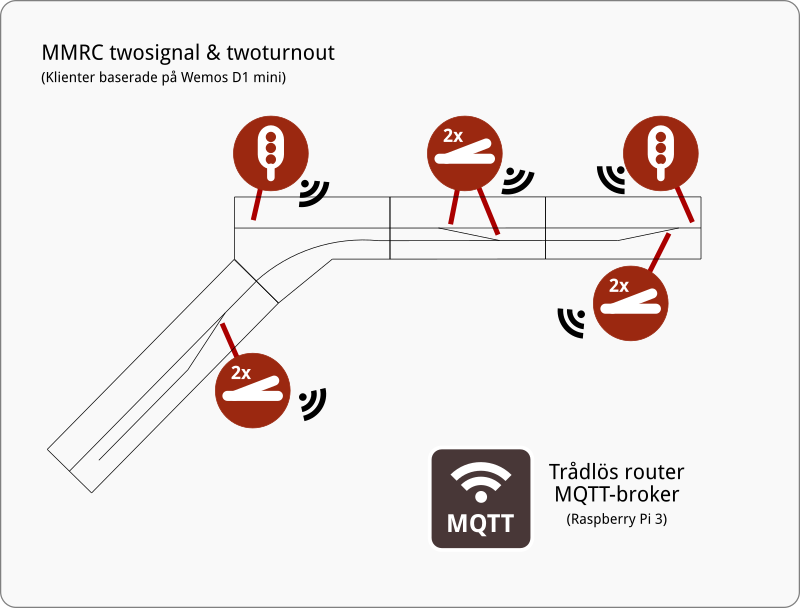 MMRC twosignal & twoturnout
(Klienter baserade på Wemos D1 mini)
2x
2x
2x
MQTT
Trådlös router
MQTT-broker
(Raspberry Pi 3)